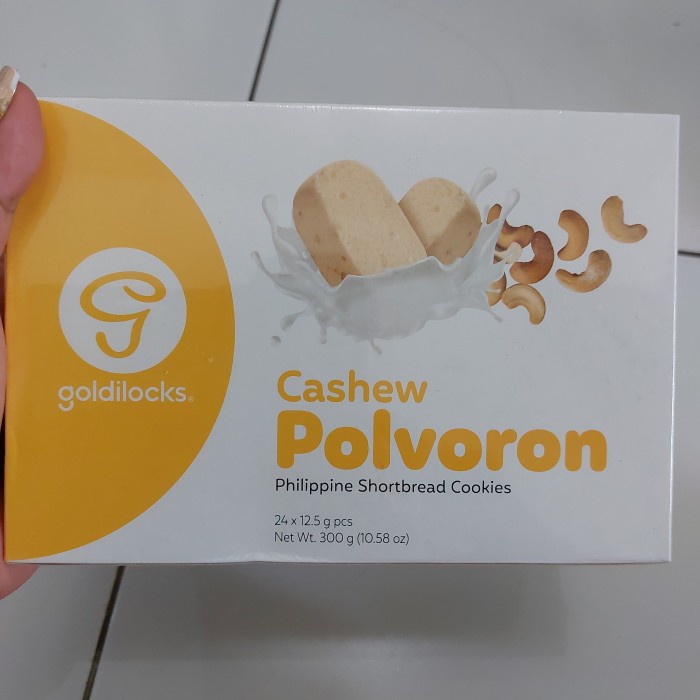 goldilocks®
Cashew
Polvoron
Philippine Shortbread Cookies
24 x 12.5 g pcs
Net Wt. 300 g (10.58 oz)